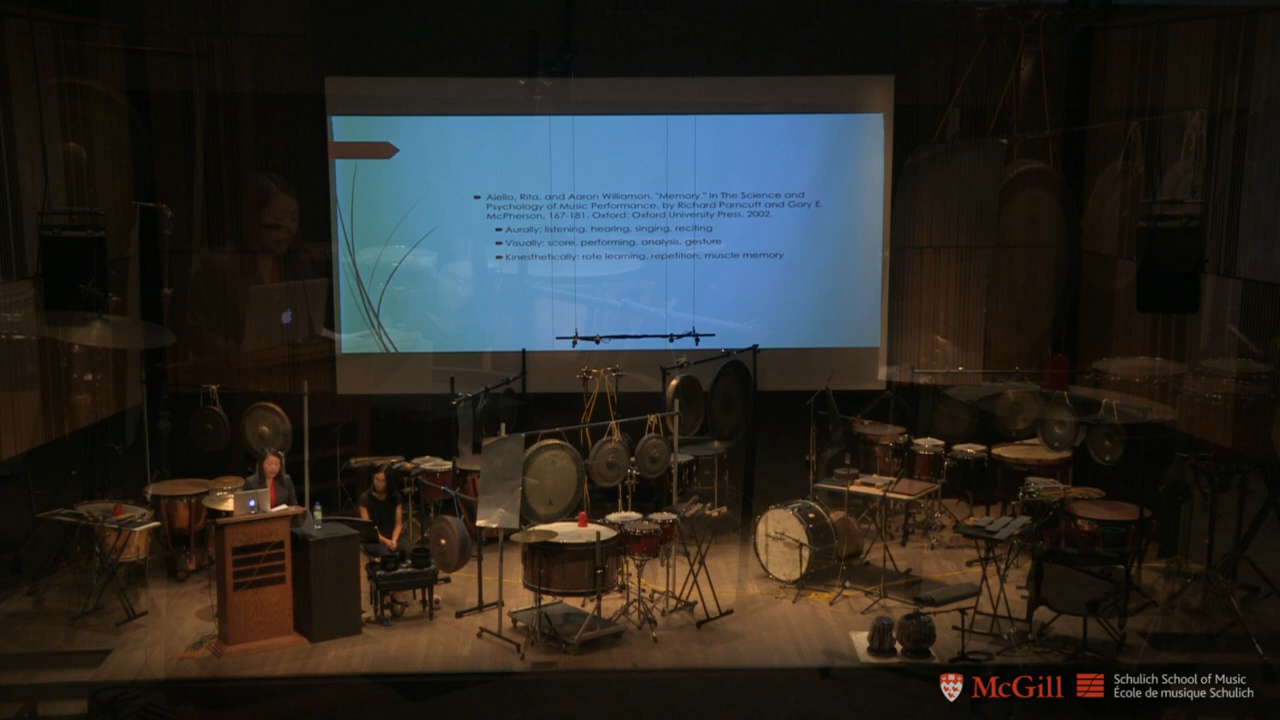 Aiello, Rita, and Aaron Williamon. "Memory." In The Science and
Psychology of Music Performance, by Richard Parncutt and Gary E.
McPherson, 167-181. Oxford: Oxford University Press, 2002.
Aurally: listening, hearing, singing, reciting
Visually: score, performing, analysis, gesture
Kinesthetically: rote learning, repetition, muscle memory
McGill
Schulich School of Music
École de musique Schulich